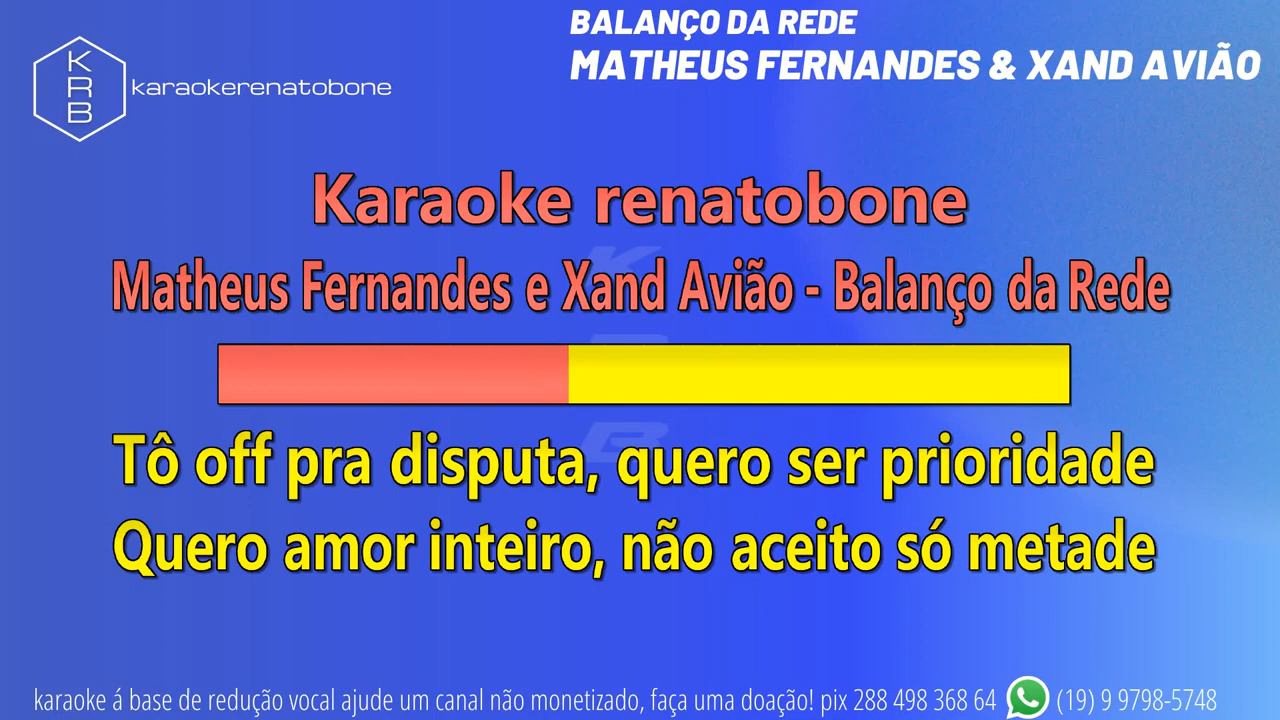 BALANÇO DA REDE
MATHEUS FERNANDES & XAND AVIÃO
K
R
B
karaokerenatobone
Karaoke renatobone
Matheus Fernandes e Xand Avião - Balanço da Rede
Tô off pra disputa, quero ser prioridade
Quero amor inteiro, não aceito só metade
karaoke á base de redução vocal ajude um canal não monetizado, faça uma doação! pix 288 498 368 64 (19) 9 9798-5748